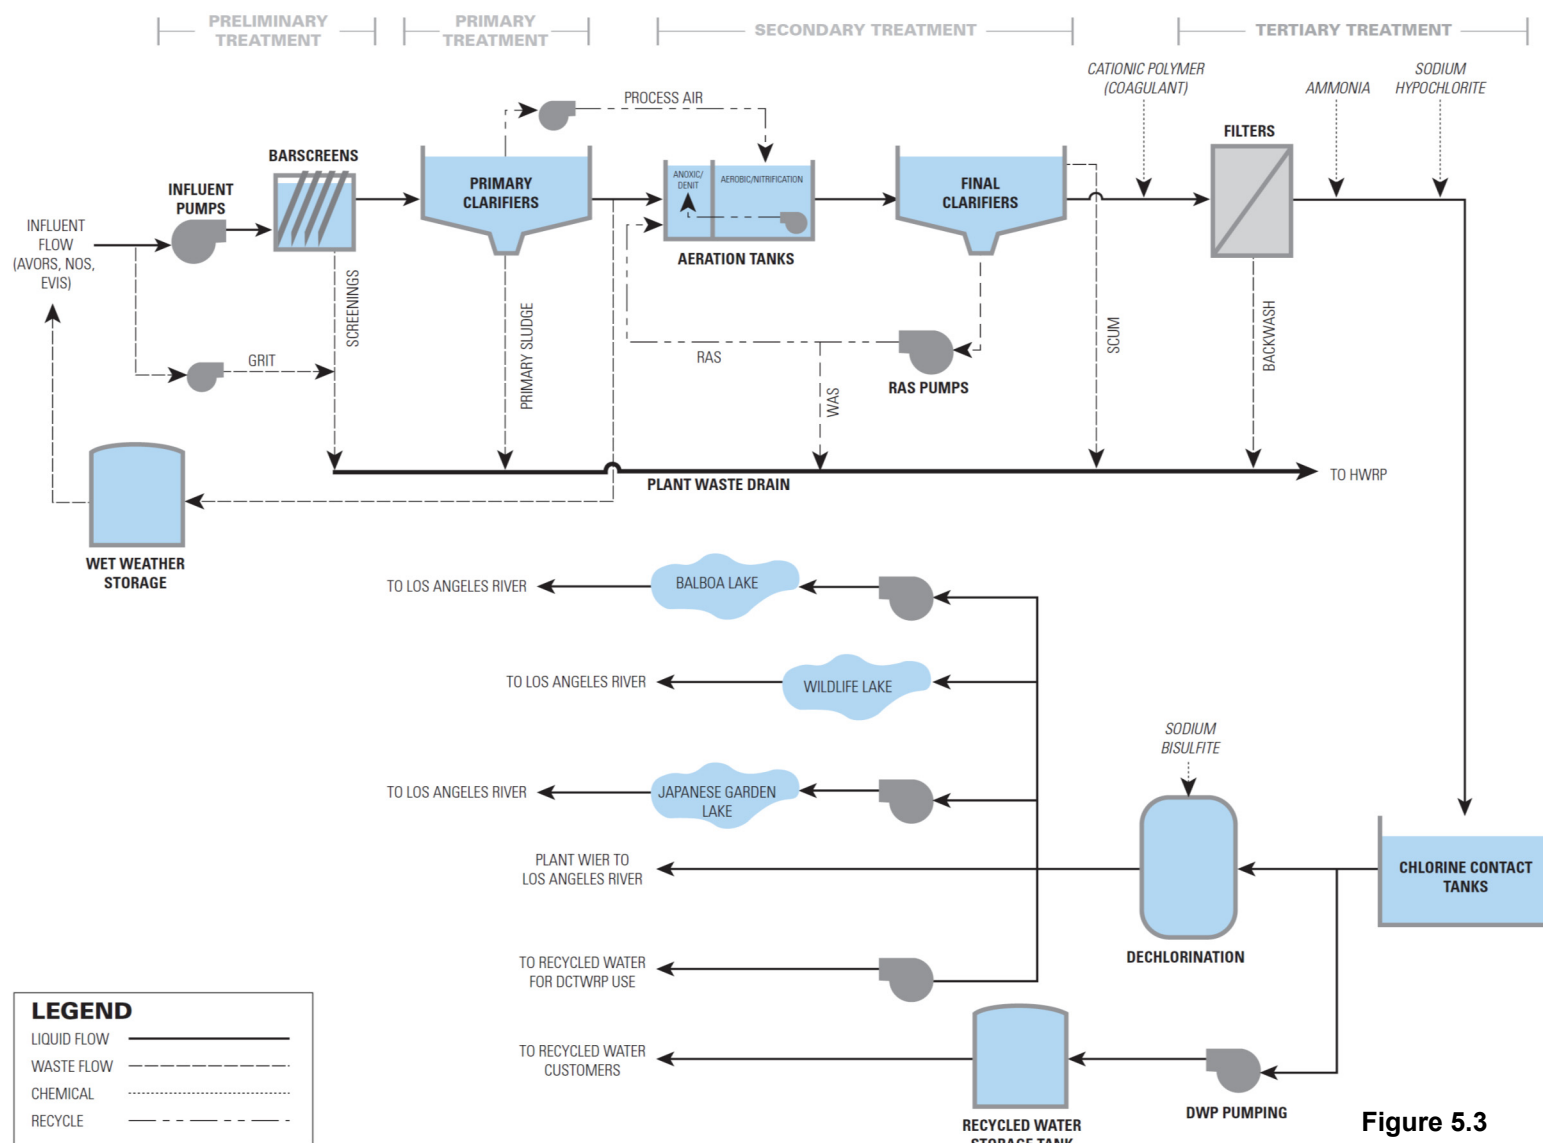 PRELIMINARY
TREATMENT
PRIMARY
TREATMENT
SECONDARY TREATMENT
TERTIARY TREATMENT
CATIONIC POLYMER
(COAGULANT)
AMMONIA
SODIUM
HYPOCHLORITE
PROCESS AIR
FILTERS
BARSCREENS
INFLUENT
PUMPS
PRIMARY
CLARIFIERS
ANOXIC/
DENIT
AEROBIC/NITRIFICATION
FINAL
CLARIFIERS
INFLUENT
FLOW
(AVORS, NOS,
EVIS)
AERATION TANKS
SCREENINGS
PRIMARY SLUDGE
GRIT
RAS
WAS
RAS PUMPS
SCUM
BACKWASH
PLANT WASTE DRAIN
TO HWRP
WET WEATHER
STORAGE
TO LOS ANGELES RIVER
BALBOA LAKE
TO LOS ANGELES RIVER
WILDLIFE LAKE
SODIUM
BISULFITE
TO LOS ANGELES RIVER
JAPANESE GARDEN
LAKE
PLANT WIER TO
LOS ANGELES RIVER
CHLORINE CONTACT
TANKS
DECHLORINATION
TO RECYCLED WATER
FOR DCTWRP USE
TO RECYCLED WATER
CUSTOMERS
DWP PUMPING
RECYCLED WATER
STORAGE TANK
LEGEND
LIQUID FLOW
WASTE FLOW
CHEMICAL
RECYCLE
Figure 5.3